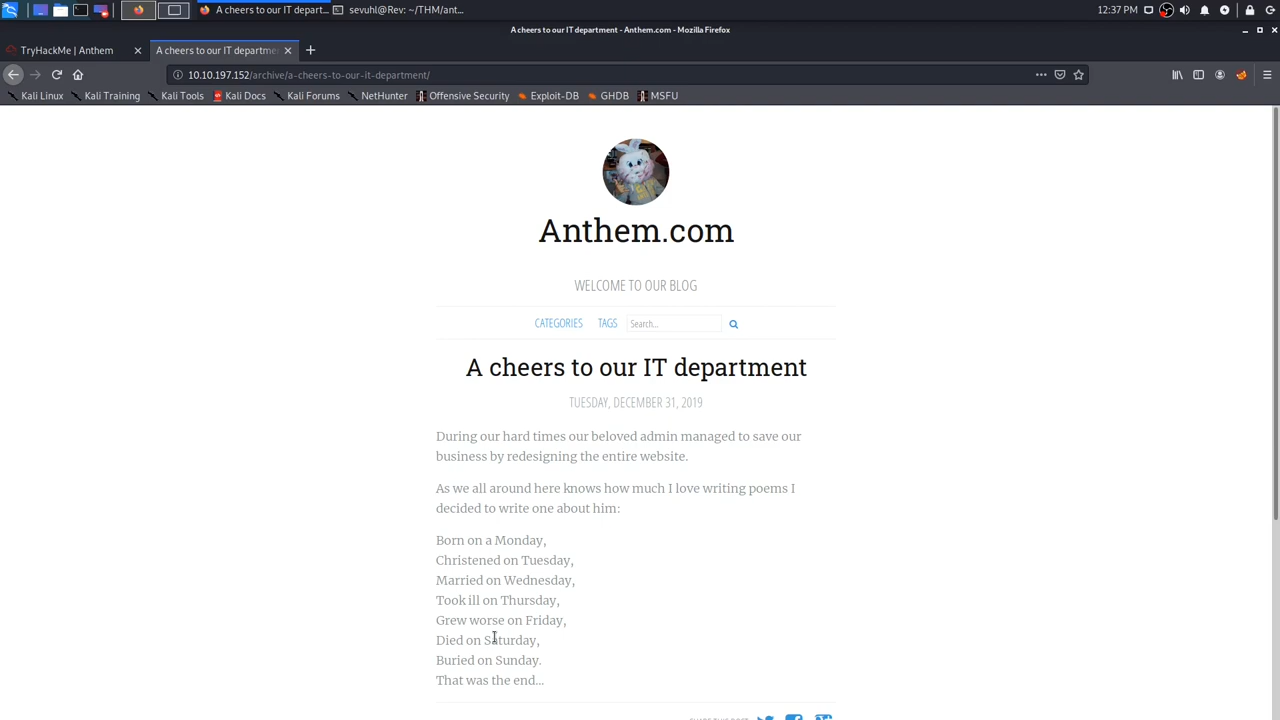 A cheers to our IT depart...
sevuhl@Rev: ~/THM/ant...
12:37 PM
A cheers to our IT department - Anthem.com - Mozilla Firefox
TryHackMe | Anthem
A cheers to our IT departme
10.10.197.152/archive/a-cheers-to-our-it-department/
Kali Linux
Kali Training
Kali Tools
Kali Docs
Kali Forums
NetHunter
Offensive Security
Exploit-DB
GHDB
MSFU
Anthem.com
WELCOME TO OUR BLOG
CATEGORIES TAGS Search...
A cheers to our IT department
TUESDAY, DECEMBER 31, 2019
During our hard times our beloved admin managed to save our
business by redesigning the entire website.
As we all around here knows how much I love writing poems I
decided to write one about him:
Born on a Monday,
Christened on Tuesday,
Married on Wednesday,
Took ill on Thursday,
Grew worse on Friday,
Died on Saturday,
Buried on Sunday.
That was the end...